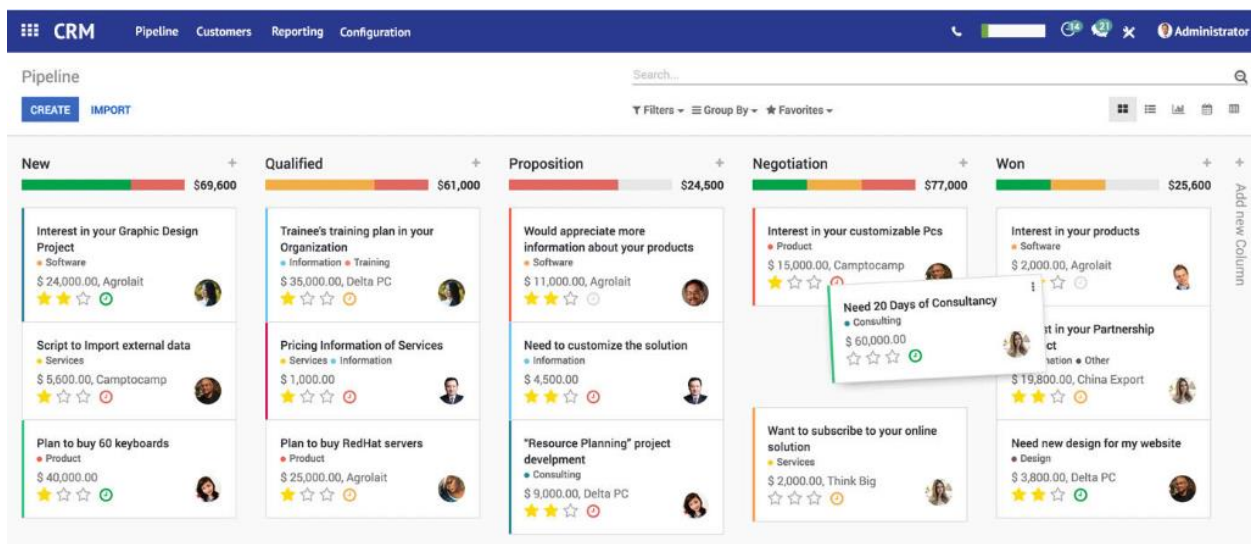 CRM Pipeline Customers Reporting Configuration 14 21 Administrator
Pipeline
Search...
CREATE IMPORT
Filters Group By Favorites
New +
$69,600
Interest in your Graphic Design
Project
Software
$ 24,000.00, Agrolait
Script to Import external data
Services
$ 5,600.00, Camptocamp
Plan to buy 60 keyboards
Product
$ 40,000.00
Qualified +
$61,000
Trainee's training plan in your
Organization
Information Training
$ 35,000.00, Delta PC
Pricing Information of Services
Services Information
$ 1,000.00
Plan to buy RedHat servers
Product
$ 25,000.00, Agrolait
Proposition +
$24,500
Would appreciate more
information about your products
Software
$ 11,000.00, Agrolait
Need to customize the solution
Information
$ 4,500.00
"Resource Planning" project
develpment
Consulting
$ 9,000.00, Delta PC
Negotiation +
$77,000
Interest in your customizable Pcs
Product
$ 15,000.00, Camptocamp
Need 20 Days of Consultancy
Consulting
$ 60,000.00
Want to subscribe to your online
solution
Services
$ 2,000.00, Think Big
Won +
$25,600
Interest in your products
Software
$ 2,000.00, Agrolait
in your Partnership
Other
$ 19,800.00, China Export
Need new design for my website
Design
$ 3,800.00, Delta PC
+
Add new Column